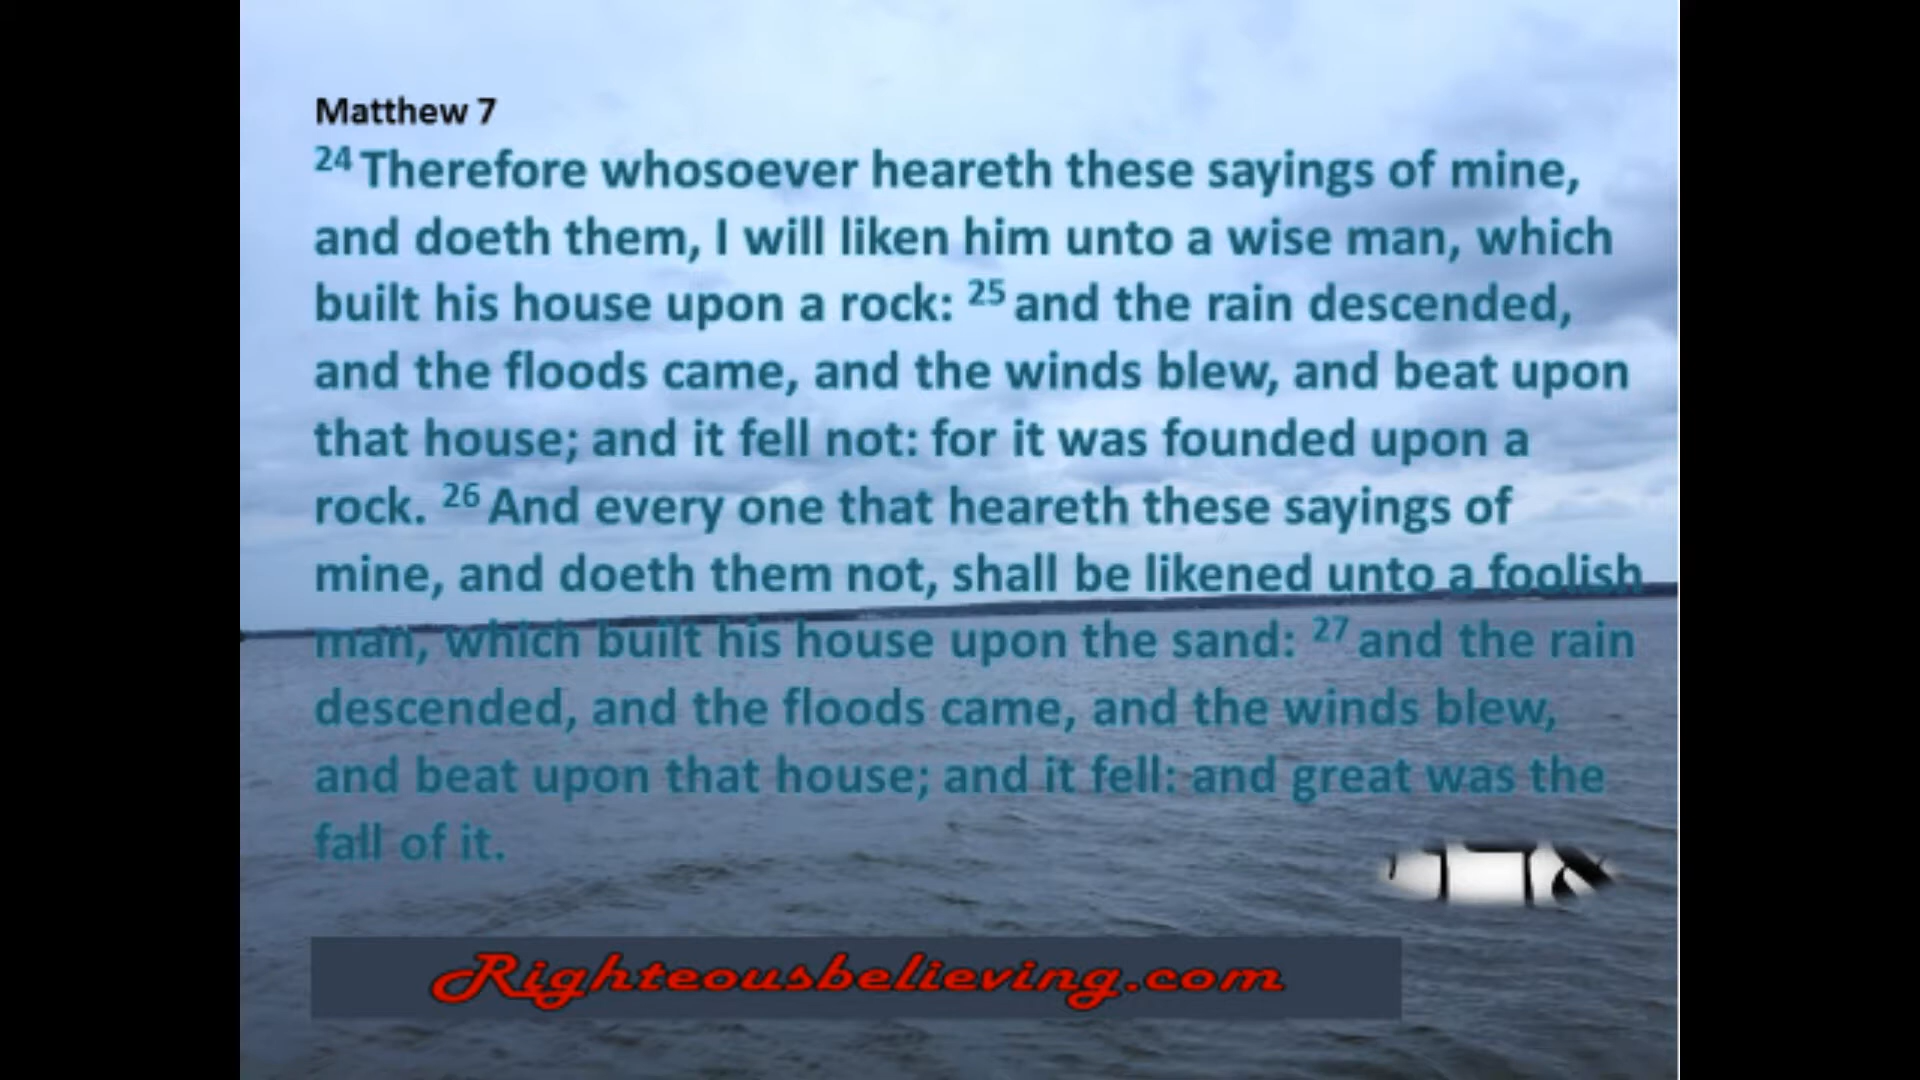 Matthew 7
24 Therefore whosoever heareth these sayings of mine,
and doeth them, I will liken him unto a wise man, which
built his house upon a rock: 25 and the rain descended,
and the floods came, and the winds blew, and beat upon
that house; and it fell not: for it was founded upon a
rock. 26 And every one that heareth these sayings of
mine, and doeth them not, shall be likened unto a foolish
man, which built his house upon the sand: 27 and the rain
descended, and the floods came, and the winds blew,
and beat upon that house; and it fell: and great was the
fall of it.
Righteousbelieving.com